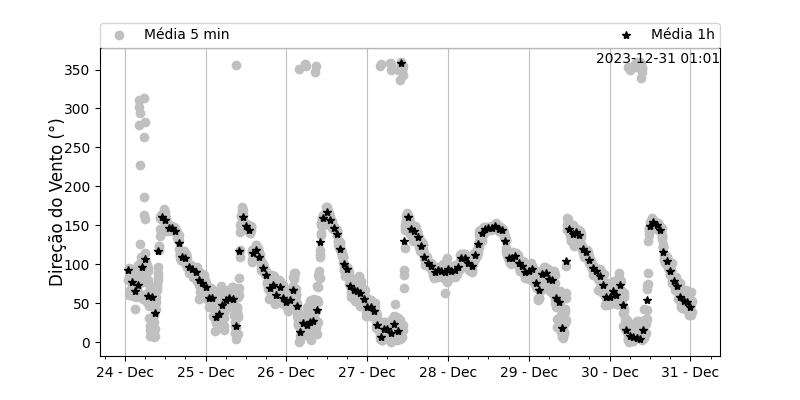 Média 5 min
Média 1h
2023-12-31 01:01
Direção do Vento (°)
350
300
250
200
150
100
50
0
24 - Dec
25 - Dec
26 - Dec
27 - Dec
28 - Dec
29 - Dec
30 - Dec
31 - Dec